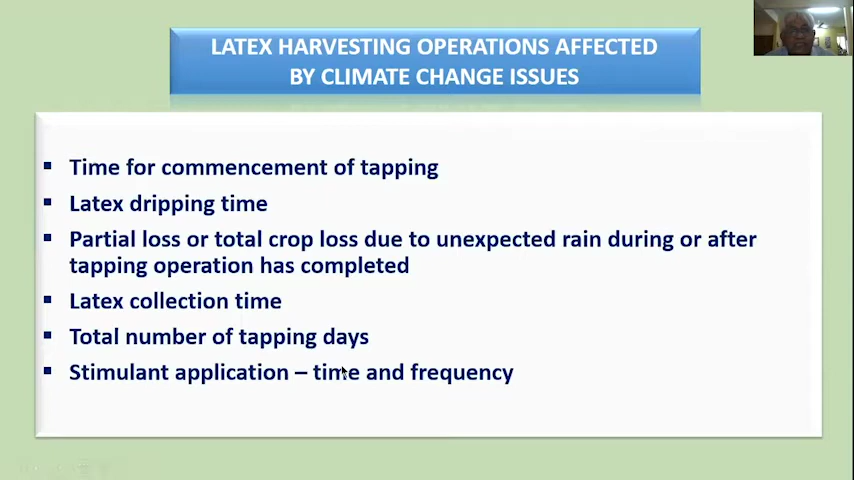 LATEX HARVESTING OPERATIONS AFFECTED
BY CLIMATE CHANGE ISSUES
▪ Time for commencement of tapping
▪ Latex dripping time
▪ Partial loss or total crop loss due to unexpected rain during or after
tapping operation has completed
▪ Latex collection time
▪ Total number of tapping days
▪ Stimulant application – time and frequency